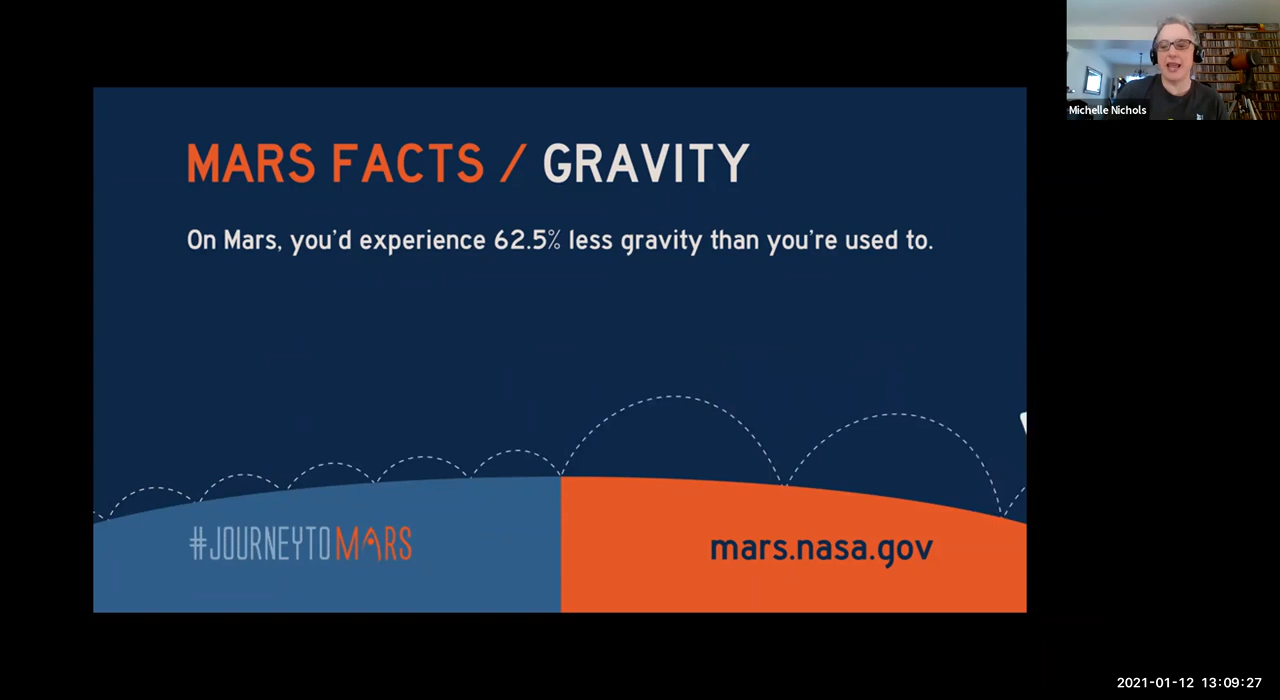 MARS FACTS / GRAVITY
On Mars, you'd experience 62.5% less gravity than you're used to.
#JOURNEYTOMARS
mars.nasa.gov
Michelle Nichols
2021-01-12 13:09:27